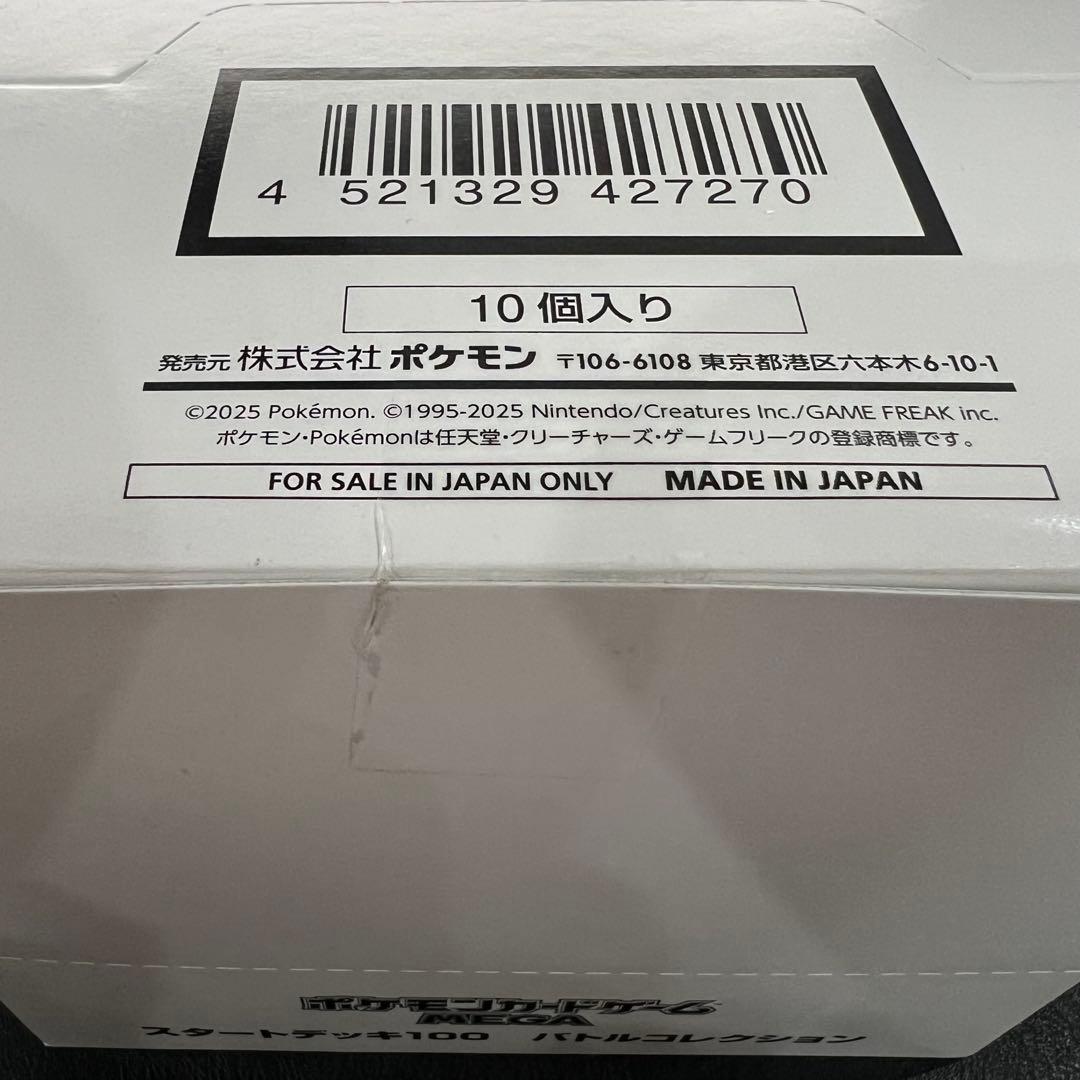 4 521329 427270
10個入り
発売元 株式会社 ポケモン 〒106-6108 東京都港区六本木6-10-1
©2025 Pokémon. ©1995-2025 Nintendo/Creatures Inc./GAME FREAK inc.
ポケモン・Pokémonは任天堂・クリーチャーズ・ゲームフリークの登録商標です。
FOR SALE IN JAPAN ONLY MADE IN JAPAN
ポケモンカードゲーム
MEGA
スタートデッキ100 バトルコレクション